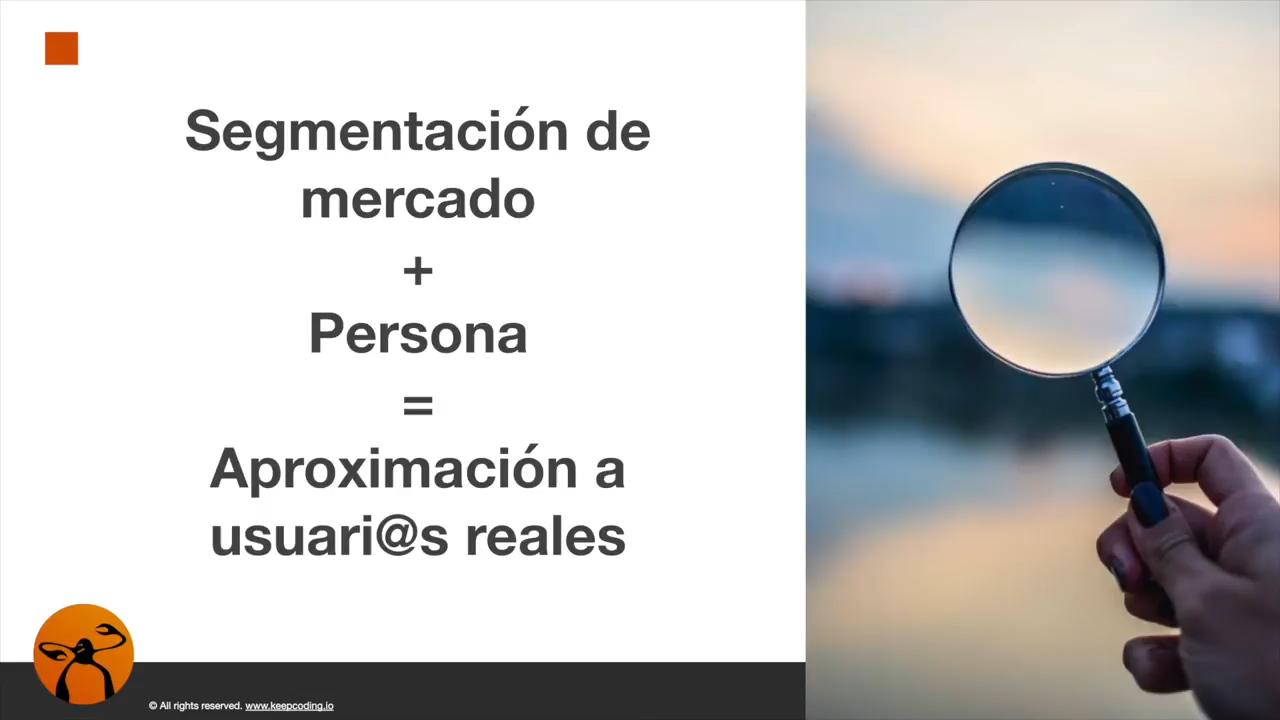 Segmentación de
mercado
+
Persona
=
Aproximación a
usuari@s reales
© All rights reserved. www.keepcoding.io